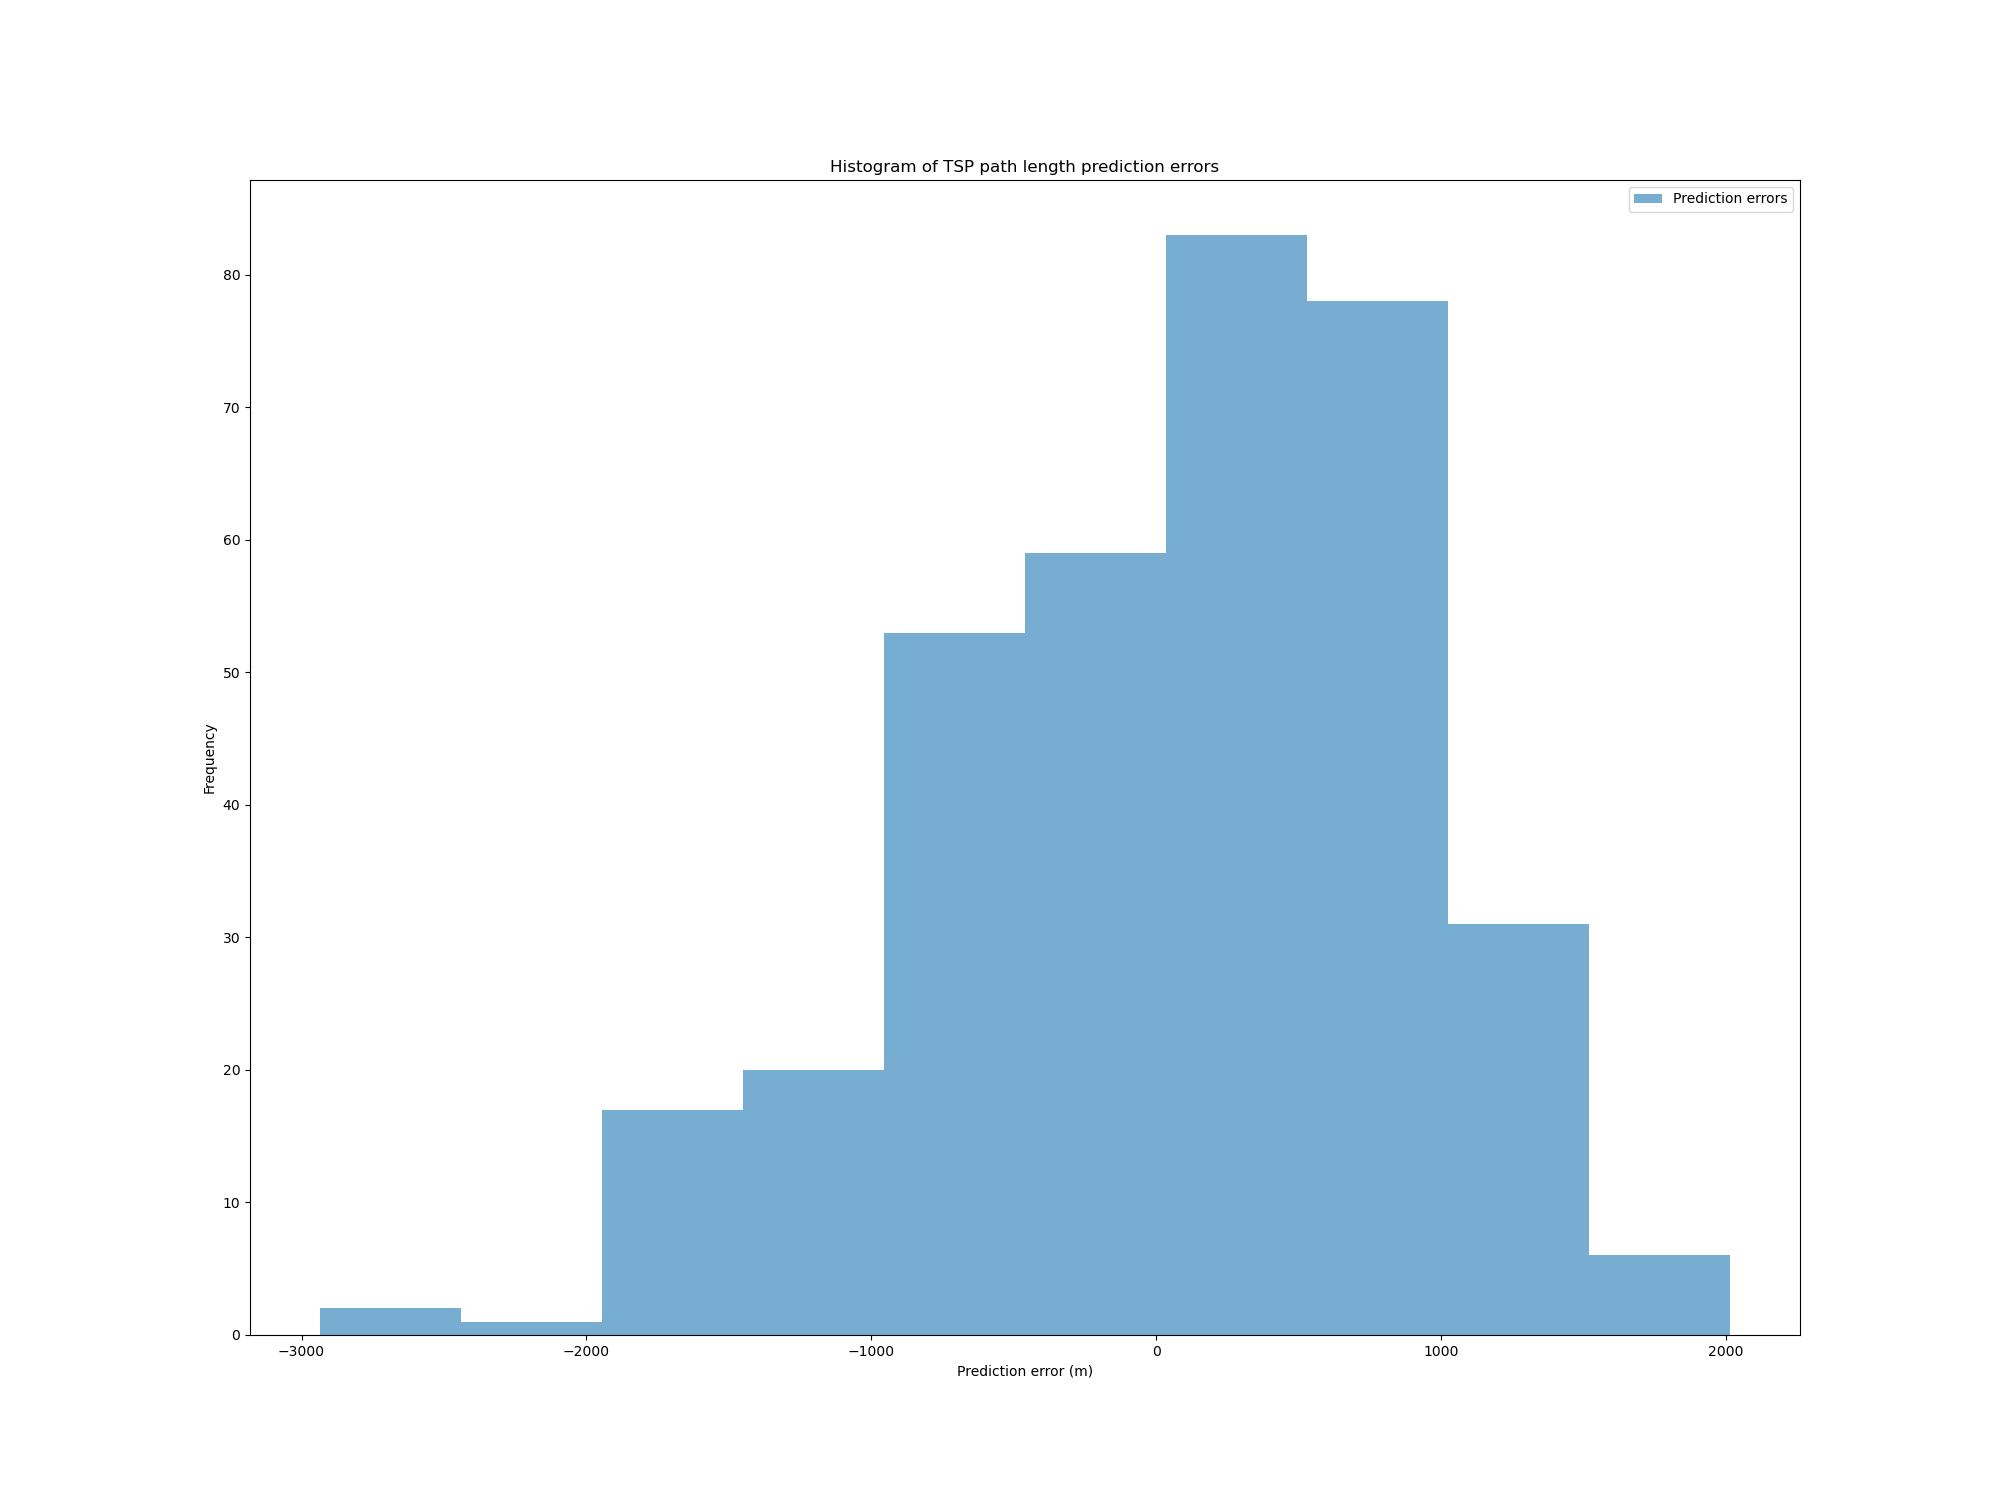 Histogram of TSP path length prediction errors
Prediction errors
80
70
60
50
40
30
20
10
0
Frequency
−3000 −2000 −1000 0 1000 2000
Prediction error (m)